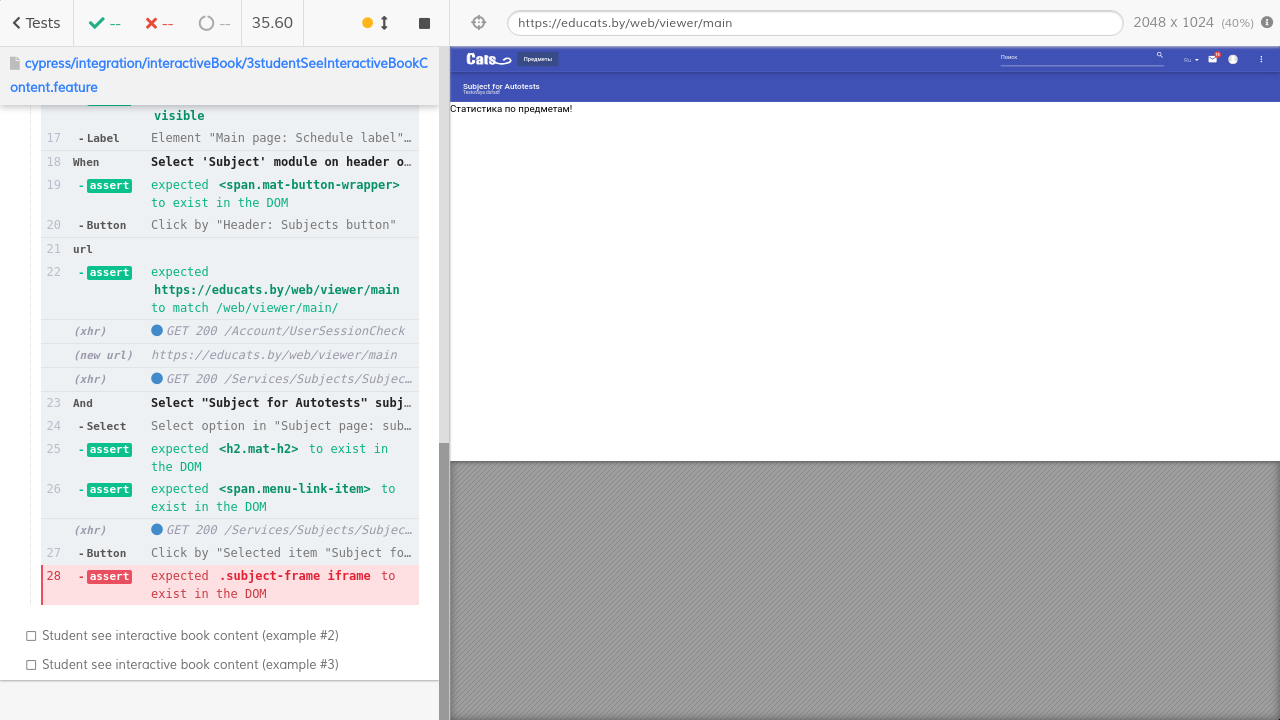 Tests
--
--
--
35.60
https://educats.by/web/viewer/main
2048 x 1024 (40%)
cypress/integration/interactiveBook/3studentSeeInteractiveBookC
ontent.feature
visible
17 -Label Element "Main page: Schedule label"…
18 When Select 'Subject' module on header o…
19 -assert expected <span.mat-button-wrapper>
to exist in the DOM
20 -Button Click by "Header: Subjects button"
21 url
22 -assert expected
https://educats.by/web/viewer/main
to match /web/viewer/main/
(xhr) GET 200 /Account/UserSessionCheck
(new url) https://educats.by/web/viewer/main
(xhr) GET 200 /Services/Subjects/Subjec…
23 And Select "Subject for Autotests" subj…
24 -Select Select option in "Subject page: sub…
25 -assert expected <h2.mat-h2> to exist in
the DOM
26 -assert expected <span.menu-link-item> to
exist in the DOM
(xhr) GET 200 /Services/Subjects/Subjec…
27 -Button Click by "Selected item "Subject fo…
28 -assert expected .subject-frame iframe to
exist in the DOM
Student see interactive book content (example #2)
Student see interactive book content (example #3)
Cats
Предметы
Поиск
Ru
Subject for Autotests
Статистика по предметам!